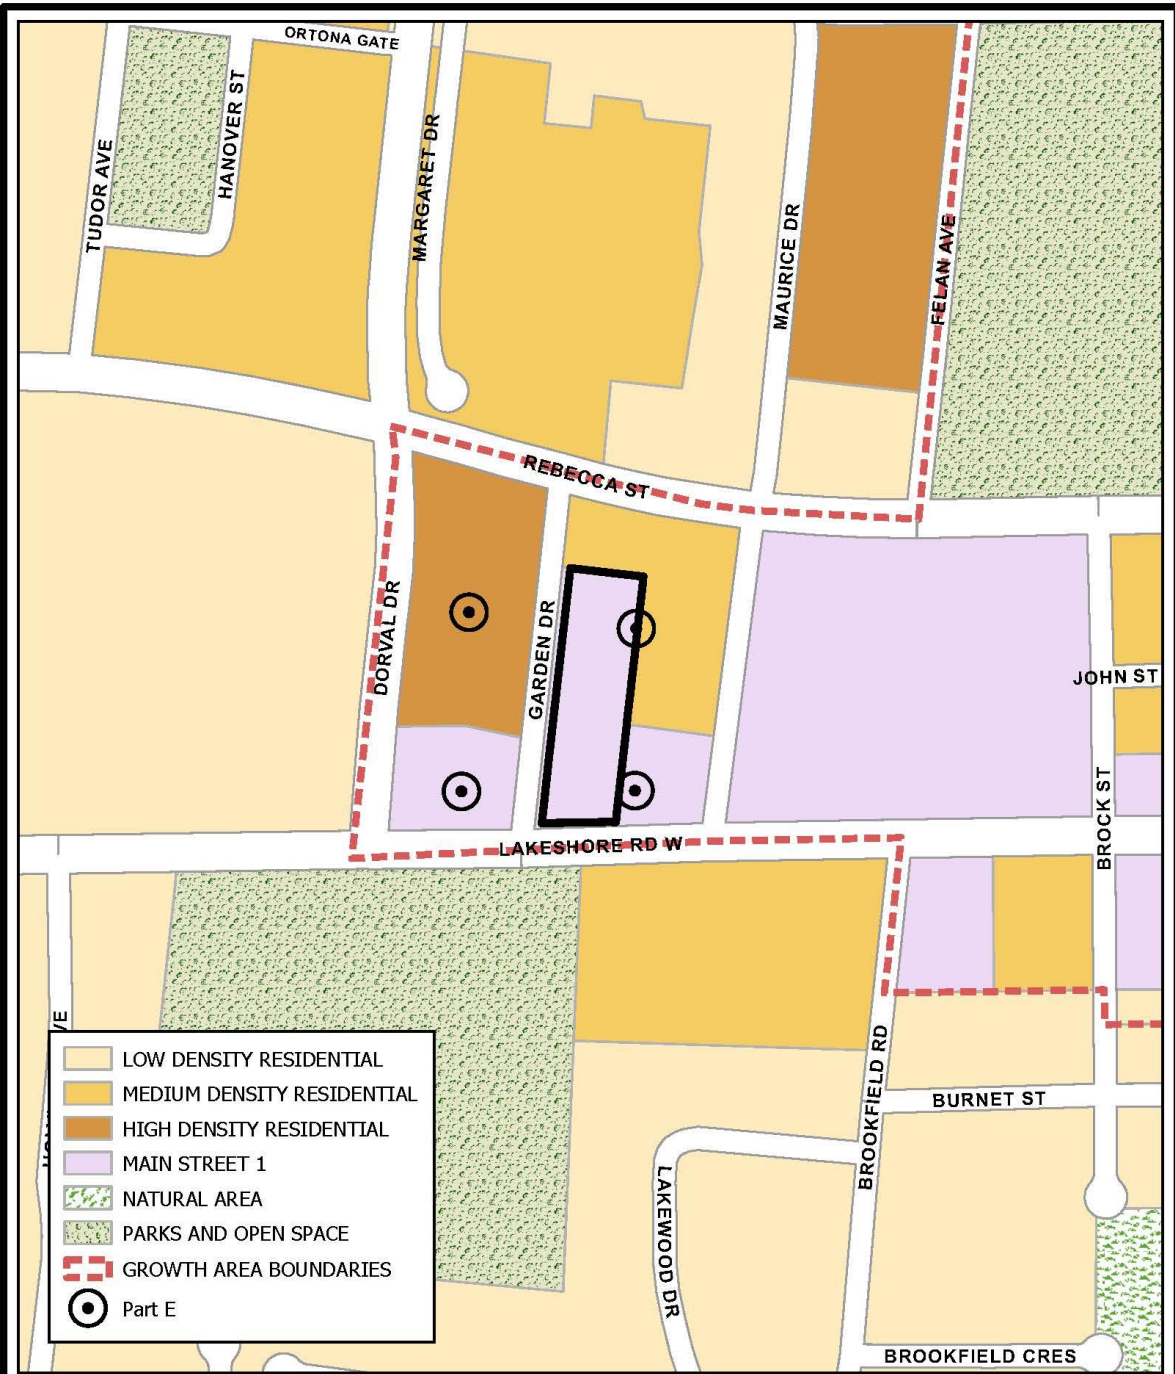 ORTONA GATE
HANOVER ST
TUDOR AVE
MARGARET DR
MAURICE DR
FELAN AVE
REBECCA ST
DORVAL DR
GARDEN DR
JOHN ST
BROCK ST
LAKESHORE RD W
BROOKFIELD RD
BURNET ST
LAKEWOOD DR
BROOKFIELD CRES
LOW DENSITY RESIDENTIAL
MEDIUM DENSITY RESIDENTIAL
HIGH DENSITY RESIDENTIAL
MAIN STREET 1
NATURAL AREA
PARKS AND OPEN SPACE
GROWTH AREA BOUNDARIES
Part E